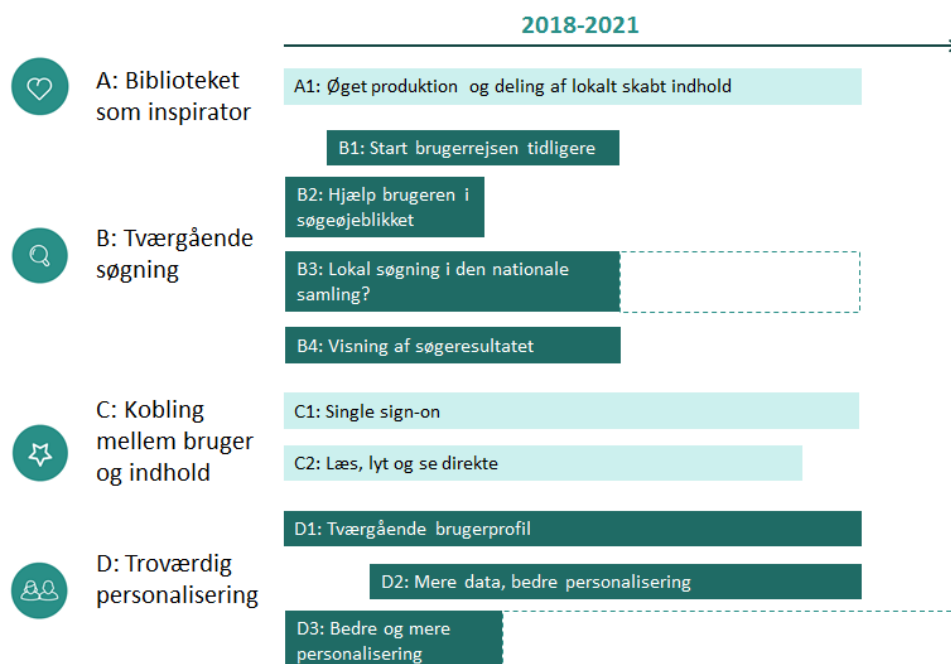 2018-2021
A: Biblioteket
som inspirator
A1: Øget produktion og deling af lokalt skabt indhold
B1: Start brugerrejsen tidligere
B: Tværgående
søgning
B2: Hjælp brugeren i
søgeøjeblikket
B3: Lokal søgning i den nationale
samling?
B4: Visning af søgeresultatet
C: Kobling
mellem bruger
og indhold
C1: Single sign-on
C2: Læs, lyt og se direkte
D: Troværdig
personalisering
D1: Tværgående brugerprofil
D2: Mere data, bedre personalisering
D3: Bedre og mere
personalisering